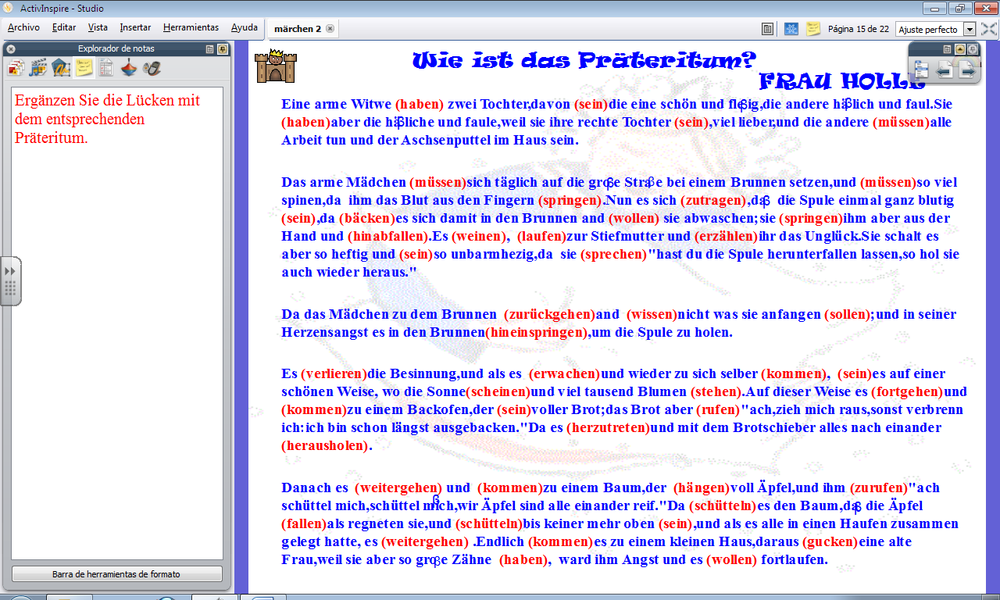 ActivInspire - Studio
Archivo Editar Vista Insertar Herramientas Ayuda
märchen 2
Página 15 de 22
Ajuste perfecto
Explorador de notas
Ergänzen Sie die Lücken mit
dem entsprechenden
Präteritum.
Barra de herramientas de formato
Wie ist das Präteritum?
FRAU HOLLE
Eine arme Witwe (haben) zwei Tochter,davon (sein)die eine schön und fleißig,die andere häßlich und faul.Sie
(haben)aber die häßliche und faule,weil sie ihre rechte Tochter (sein),viel lieber,und die andere (müssen)alle
Arbeit tun und der Aschsenputtel im Haus sein.
Das arme Mädchen (müssen)sich täglich auf die große Straße bei einem Brunnen setzen,und (müssen)so viel
spinen,da ihm das Blut aus den Fingern (springen).Nun es sich (zutragen),daß die Spule einmal ganz blutig
(sein),da (bäcken)es sich damit in den Brunnen and (wollen) sie abwaschen;sie (springen)ihm aber aus der
Hand und (hinabfallen).Es (weinen), (laufen)zur Stiefmutter und (erzählen)ihr das Unglück.Sie schalt es
aber so heftig und (sein)so unbarmhezig,da sie (sprechen)"hast du die Spule herunterfallen lassen,so hol sie
auch wieder heraus."
Da das Mädchen zu dem Brunnen (zurückgehen)and (wissen)nicht was sie anfangen (sollen);und in seiner
Herzensangst es in den Brunnen(hineinspringen),um die Spule zu holen.
Es (verlieren)die Besinnung,und als es (erwachen)und wieder zu sich selber (kommen), (sein)es auf einer
schönen Weise, wo die Sonne(scheinen)und viel tausend Blumen (stehen).Auf dieser Weise es (fortgehen)und
(kommen)zu einem Backofen,der (sein)voller Brot;das Brot aber (rufen)"ach,zieh mich raus,sonst verbrenn
ich:ich bin schon längst ausgebacken."Da es (herzutreten)und mit dem Brotschieber alles nach einander
(herausholen).
Danach es (weitergehen) und (kommen)zu einem Baum,der (hängen)voll Äpfel,und ihm (zurufen)"ach
schüttel mich,schüttel mich,wir Äpfel sind alle einander reif."Da (schütteln)es den Baum,daß die Äpfel
(fallen)als regneten sie,und (schütteln)bis keiner mehr oben (sein),und als es alle in einen Haufen zusammen
gelegt hatte, es (weitergehen) .Endlich (kommen)es zu einem kleinen Haus,daraus (gucken)eine alte
Frau,weil sie aber so große Zähne (haben), ward ihm Angst und es (wollen) fortlaufen.